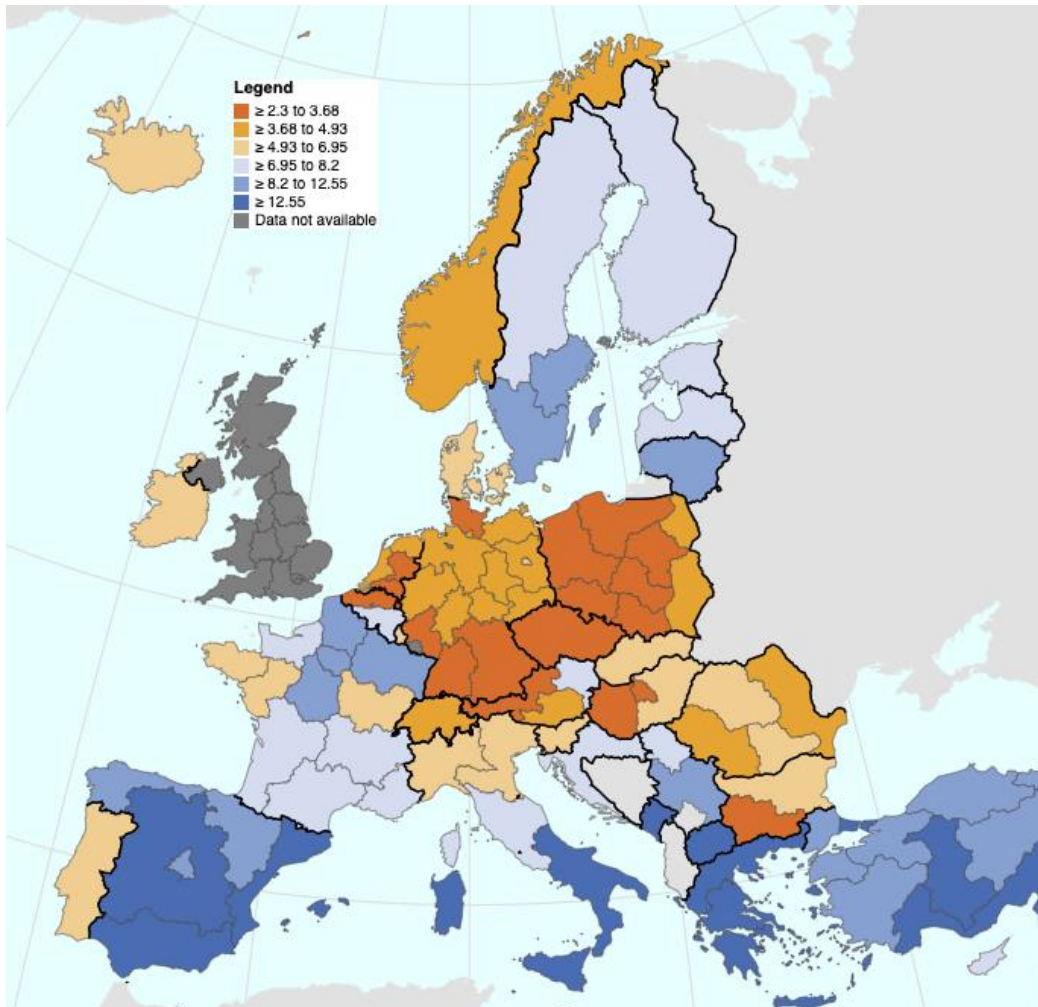 Legend
≥ 2.3 to 3.68
≥ 3.68 to 4.93
≥ 4.93 to 6.95
≥ 6.95 to 8.2
≥ 8.2 to 12.55
≥ 12.55
Data not available